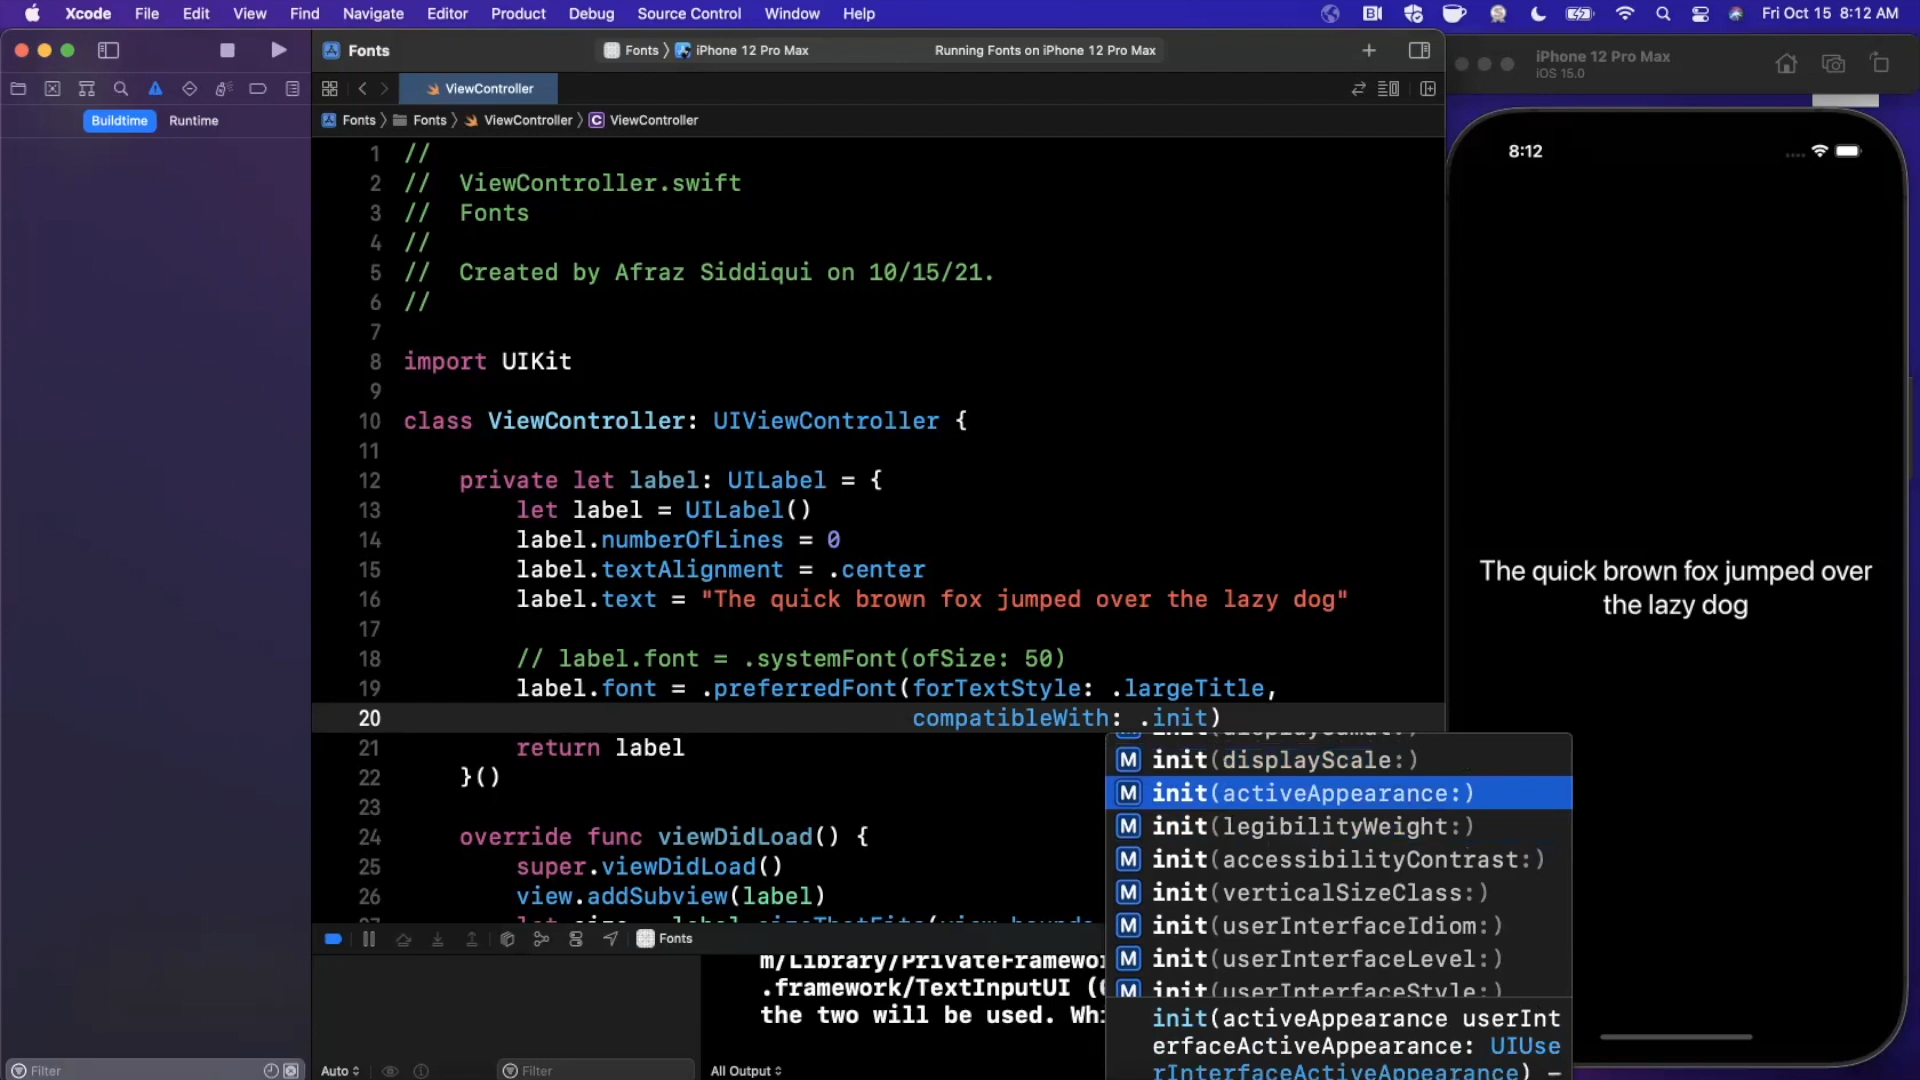 Xcode File Edit View Find Navigate Editor Product Debug Source Control Window Help Fri Oct 15 8:12 AM
Fonts
Fonts 〉 iPhone 12 Pro Max
Running Fonts on iPhone 12 Pro Max
iPhone 12 Pro Max
iOS 15.0
ViewController
Buildtime Runtime
Fonts 〉 Fonts 〉 ViewController 〉 C ViewController
1 //
2 //  ViewController.swift
3 //  Fonts
4 //
5 //  Created by Afraz Siddiqui on 10/15/21.
6 //
7
8 import UIKit
9
10 class ViewController: UIViewController {
11
12     private let label: UILabel = {
13         let label = UILabel()
14         label.numberOfLines = 0
15         label.textAlignment = .center
16         label.text = "The quick brown fox jumped over the lazy dog"
17
18         // label.font = .systemFont(ofSize: 50)
19         label.font = .preferredFont(forTextStyle: .largeTitle,
20                                     compatibleWith: .init)
21         return label
22     }()
23
24     override func viewDidLoad() {
25         super.viewDidLoad()
26         view.addSubview(label)
M init(displayScale:)
M init(activeAppearance:)
M init(legibilityWeight:)
M init(accessibilityContrast:)
M init(verticalSizeClass:)
M init(userInterfaceIdiom:)
M init(userInterfaceLevel:)
M init(userInterfaceStyle:)
init(activeAppearance userInt
erfaceActiveAppearance: UIUse
rInterfaceActiveAppearance) –
Fonts
.framework/TextInputUI (
the two will be used. Whi
Filter
Auto
Filter
All Output
8:12
The quick brown fox jumped over
the lazy dog